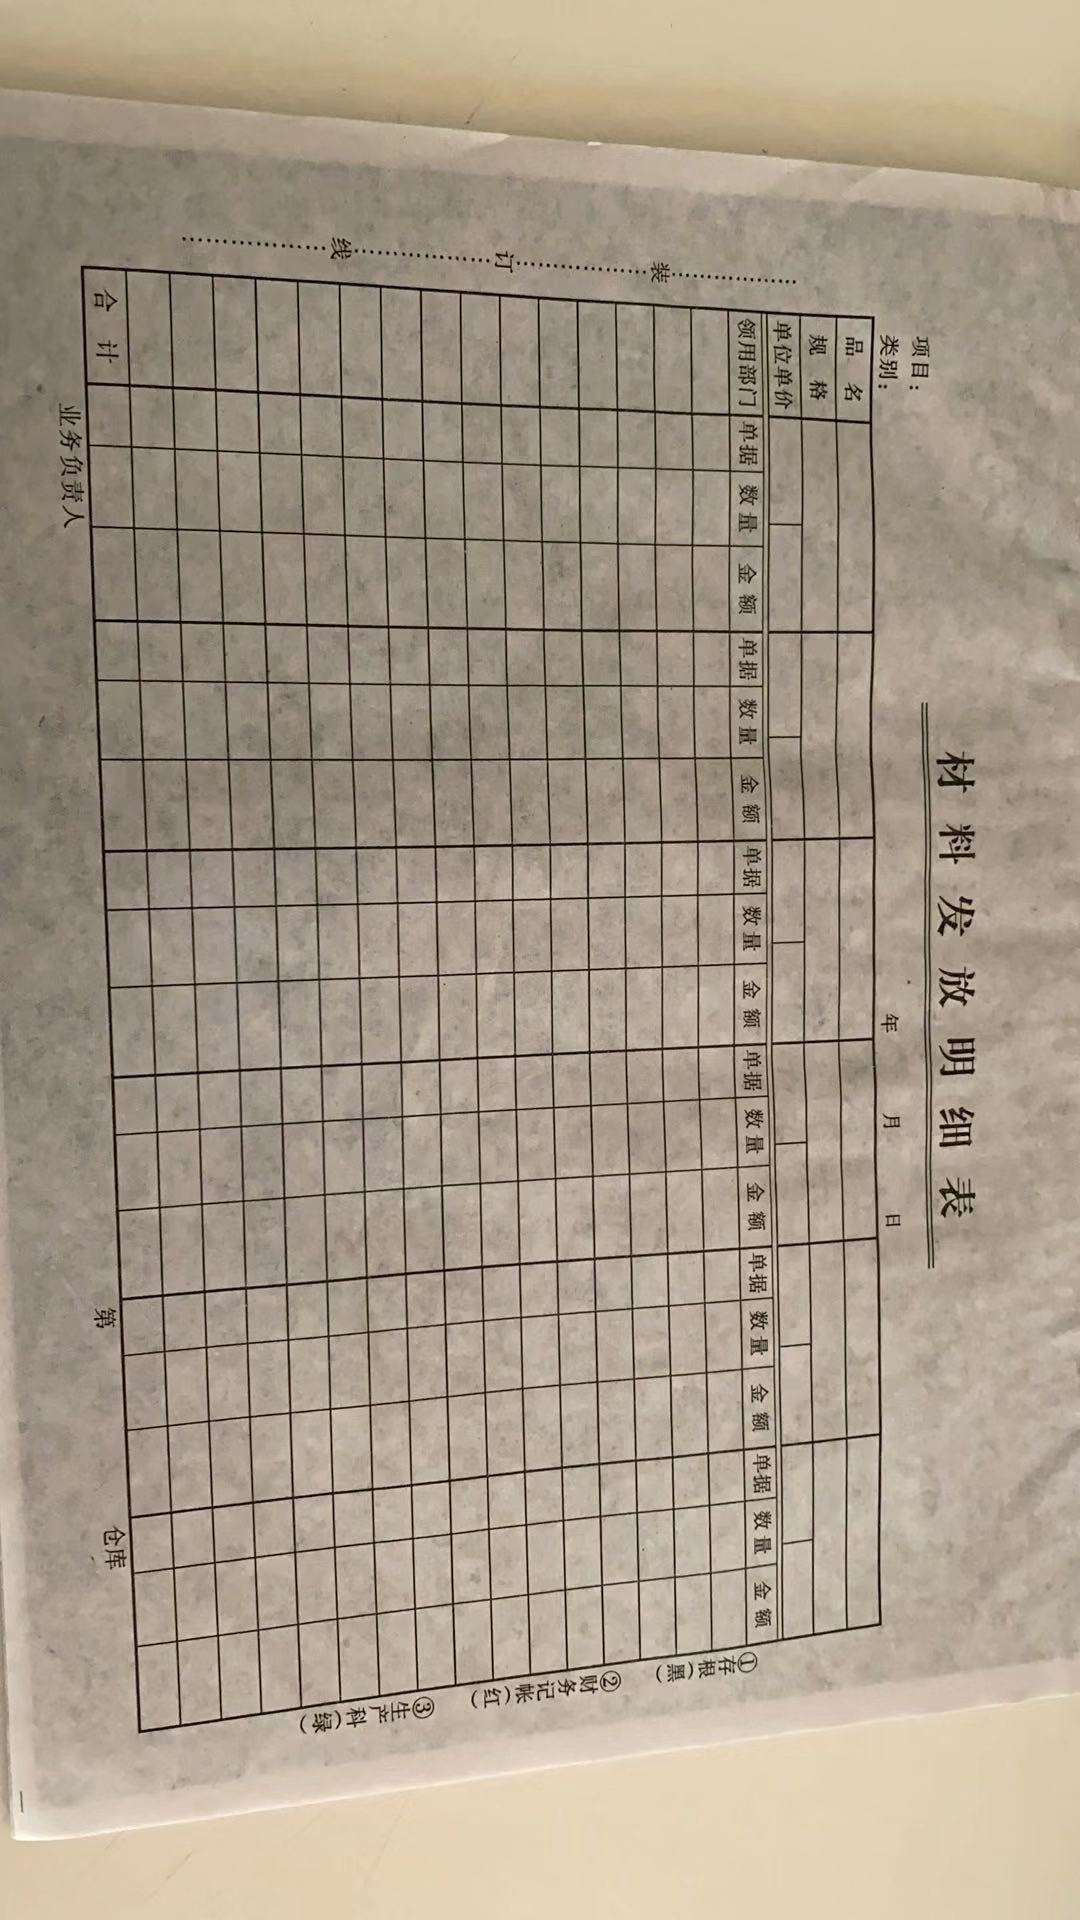 材料发放明细表
项目：
类别：
年 月 日
品名
规格
单位单价
领用部门 单据 数量 金额 单据 数量 金额 单据 数量 金额 单据 数量 金额 单据 数量 金额 单据 数量 金额
合计
业务负责人 第 仓库
装订线
①存根（黑）
②财务记帐（红）
③生产科（绿）